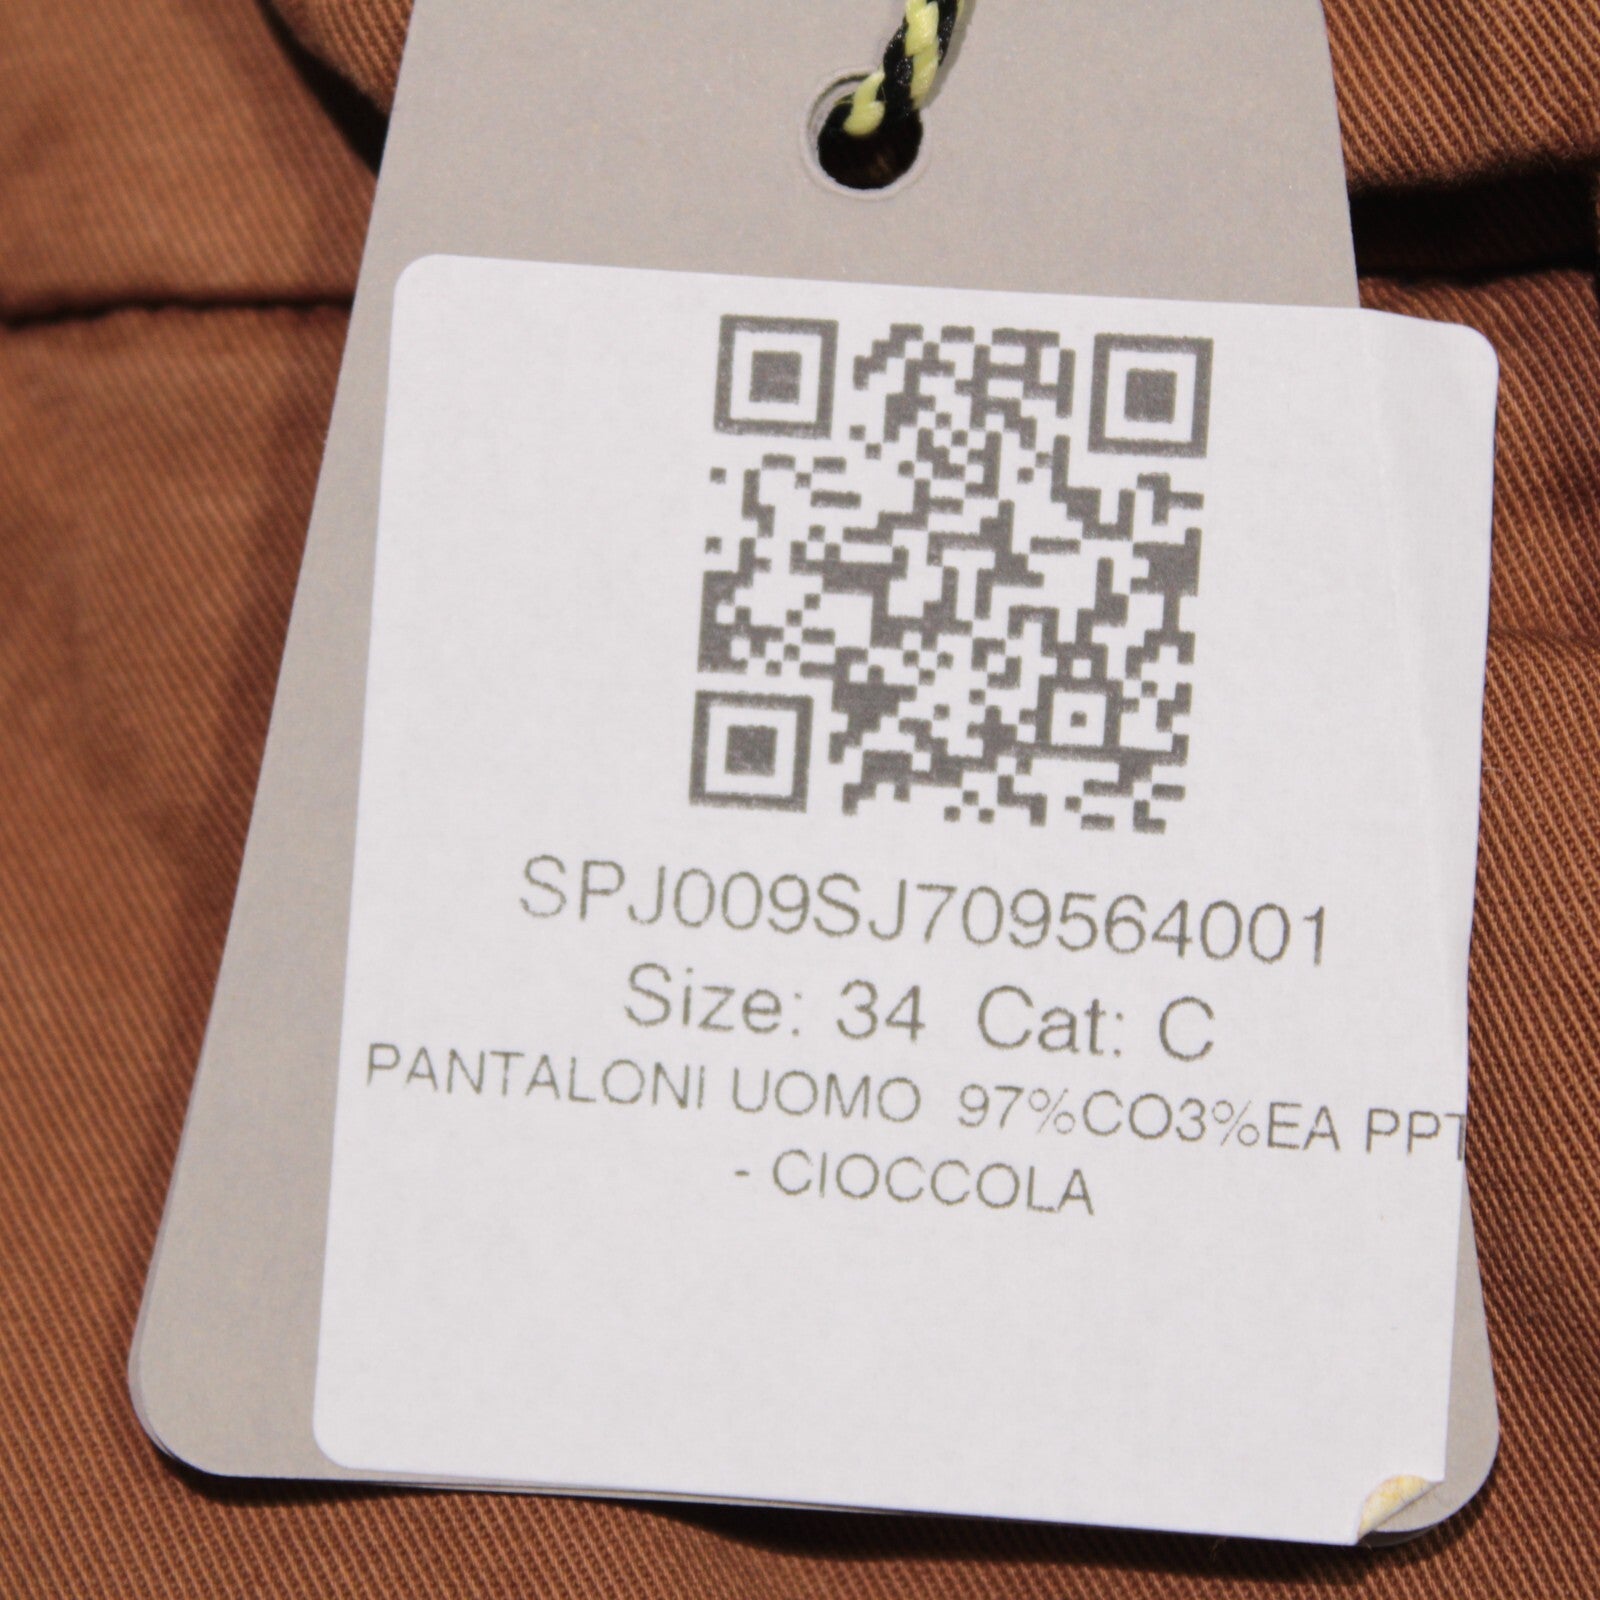 SPJ009SJ709564001
Size: 34 Cat: C
PANTALONI UOMO 97%CO3%EA PPT
- CIOCCOLA